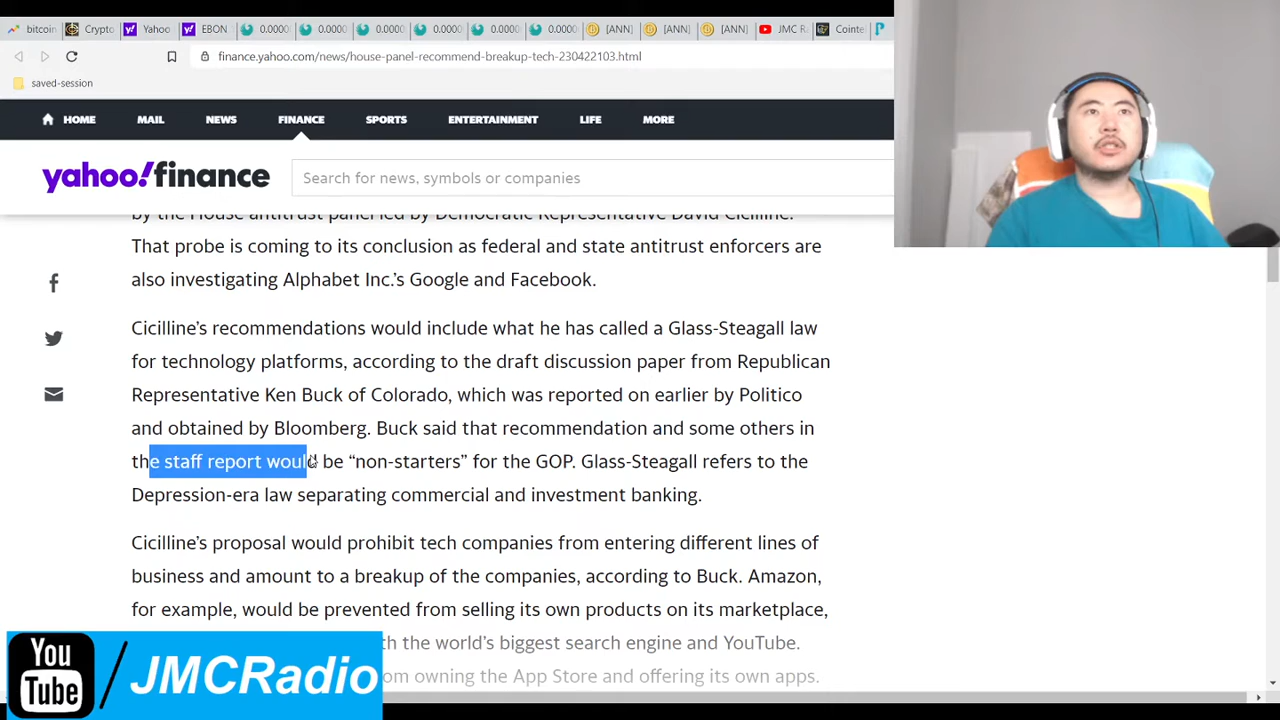 bitcoin
Crypto
Yahoo
EBON
0.0000
0.0000
0.0000
0.0000
0.0000
0.0000
[ANN]
[ANN]
[ANN]
JMC R
Cointe
finance.yahoo.com/news/house-panel-recommend-breakup-tech-230422103.html
saved-session
HOME
MAIL
NEWS
FINANCE
SPORTS
ENTERTAINMENT
LIFE
MORE
yahoo!finance
Search for news, symbols or companies
by the House antitrust panel led by Democratic Representative David Cicilline.
That probe is coming to its conclusion as federal and state antitrust enforcers are
also investigating Alphabet Inc.’s Google and Facebook.
Cicilline’s recommendations would include what he has called a Glass-Steagall law
for technology platforms, according to the draft discussion paper from Republican
Representative Ken Buck of Colorado, which was reported on earlier by Politico
and obtained by Bloomberg. Buck said that recommendation and some others in
the staff report would be “non-starters” for the GOP. Glass-Steagall refers to the
Depression-era law separating commercial and investment banking.
Cicilline’s proposal would prohibit tech companies from entering different lines of
business and amount to a breakup of the companies, according to Buck. Amazon,
for example, would be prevented from selling its own products on its marketplace,
the world’s biggest search engine and YouTube.
owning the App Store and offering its own apps.
You
Tube
/JMCRadio